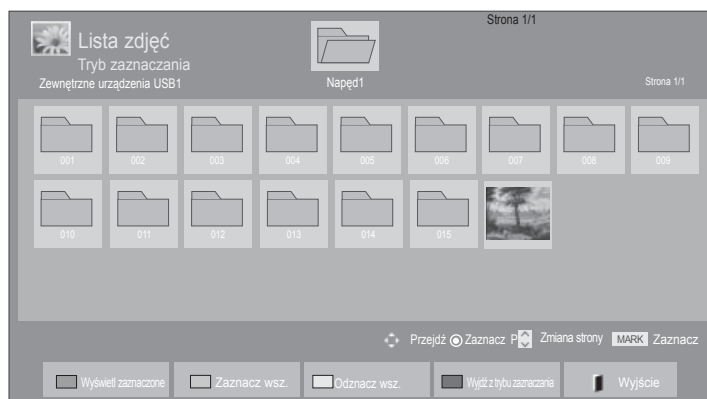 Strona 1/1
Lista zdjęć
Tryb zaznaczania
Zewnętrzne urządzenia USB1
Napęd1
Strona 1/1
001 002 003 004 005 006 007 008 009
010 011 012 013 014 015
Przejdź Zaznacz P Zmiana strony MARK Zaznacz
Wyświetl zaznaczone Zaznacz wsz. Odznacz wsz. Wyjdź z trybu zaznaczania Wyjście